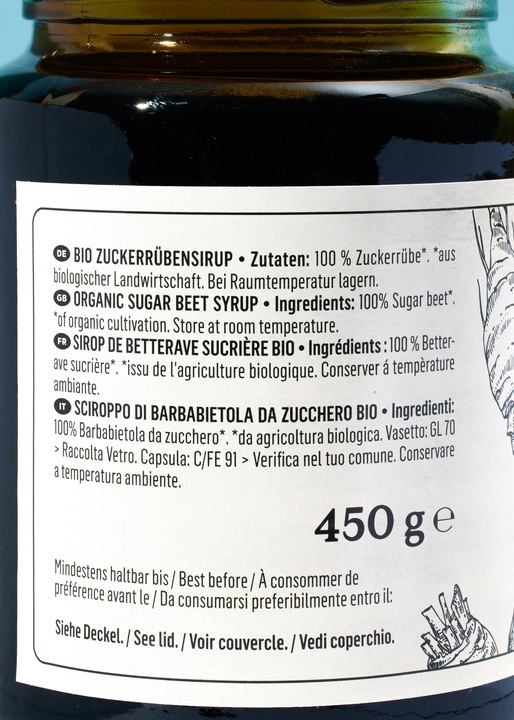 DE BIO ZUCKERRÜBENSIRUP • Zutaten: 100 % Zuckerrübe*. *aus
biologischer Landwirtschaft. Bei Raumtemperatur lagern.
GB ORGANIC SUGAR BEET SYRUP • Ingredients: 100% Sugar beet*.
*of organic cultivation. Store at room temperature.
FR SIROP DE BETTERAVE SUCRIÈRE BIO • Ingrédients : 100 % Better-
ave sucrière*. *issu de l'agriculture biologique. Conserver á tempèrature
ambiante.
IT SCIROPPO DI BARBABIETOLA DA ZUCCHERO BIO • Ingredienti:
100% Barbabietola da zucchero*. *da agricoltura biologica. Vasetto: GL 70
> Raccolta Vetro. Capsula: C/FE 91 > Verifica nel tuo comune. Conservare
a temperatura ambiente.
450 g e
Mindestens haltbar bis / Best before / À consommer de
préférence avant le / Da consumarsi preferibilmente entro il:
Siehe Deckel. / See lid. / Voir couvercle. / Vedi coperchio.